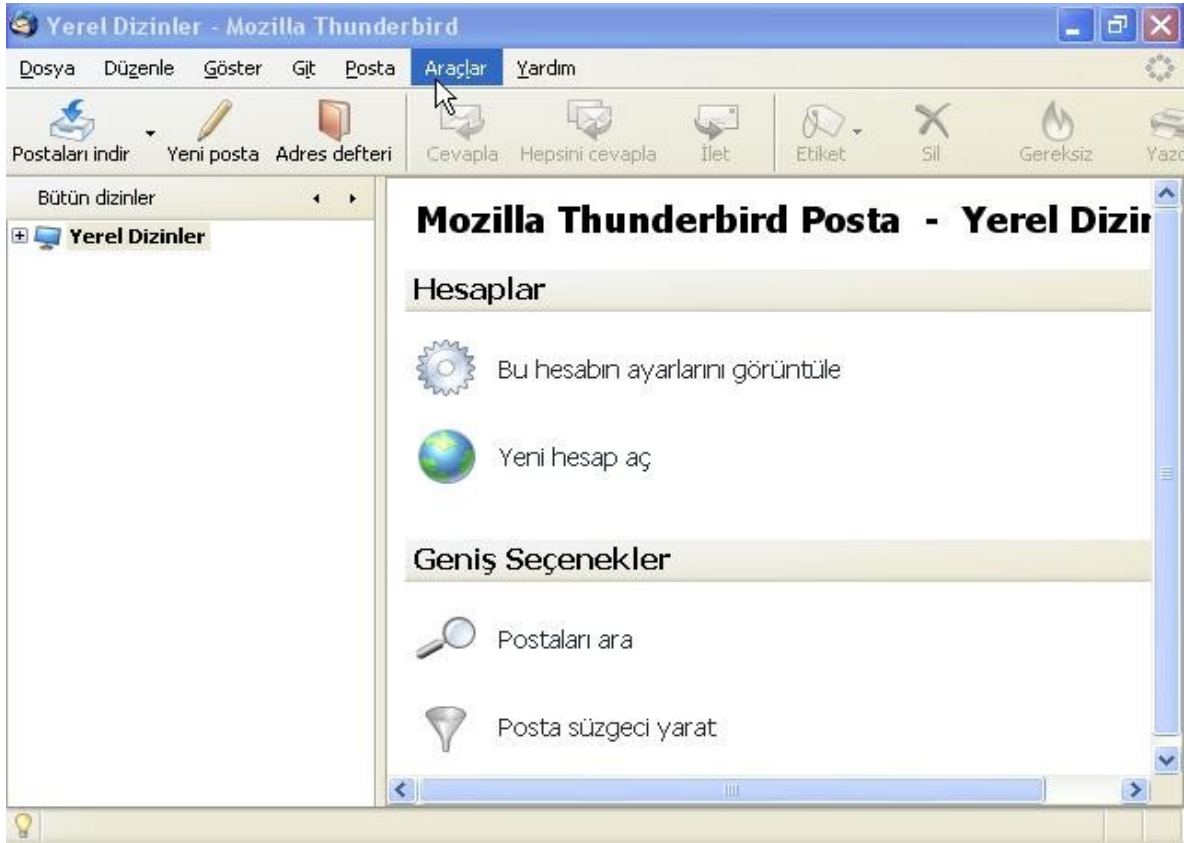 Yerel Dizinler - Mozilla Thunderbird
Dosya Düzenle Göster Git Posta Araçlar Yardım
Postaları indir Yeni posta Adres defteri Cevapla Hepsini cevapla İlet Etiket Sil Gereksiz Yazd
Bütün dizinler
Yerel Dizinler
Mozilla Thunderbird Posta - Yerel Dizin
Hesaplar
Bu hesabın ayarlarını görüntüle
Yeni hesap aç
Geniş Seçenekler
Postaları ara
Posta süzgeci yarat